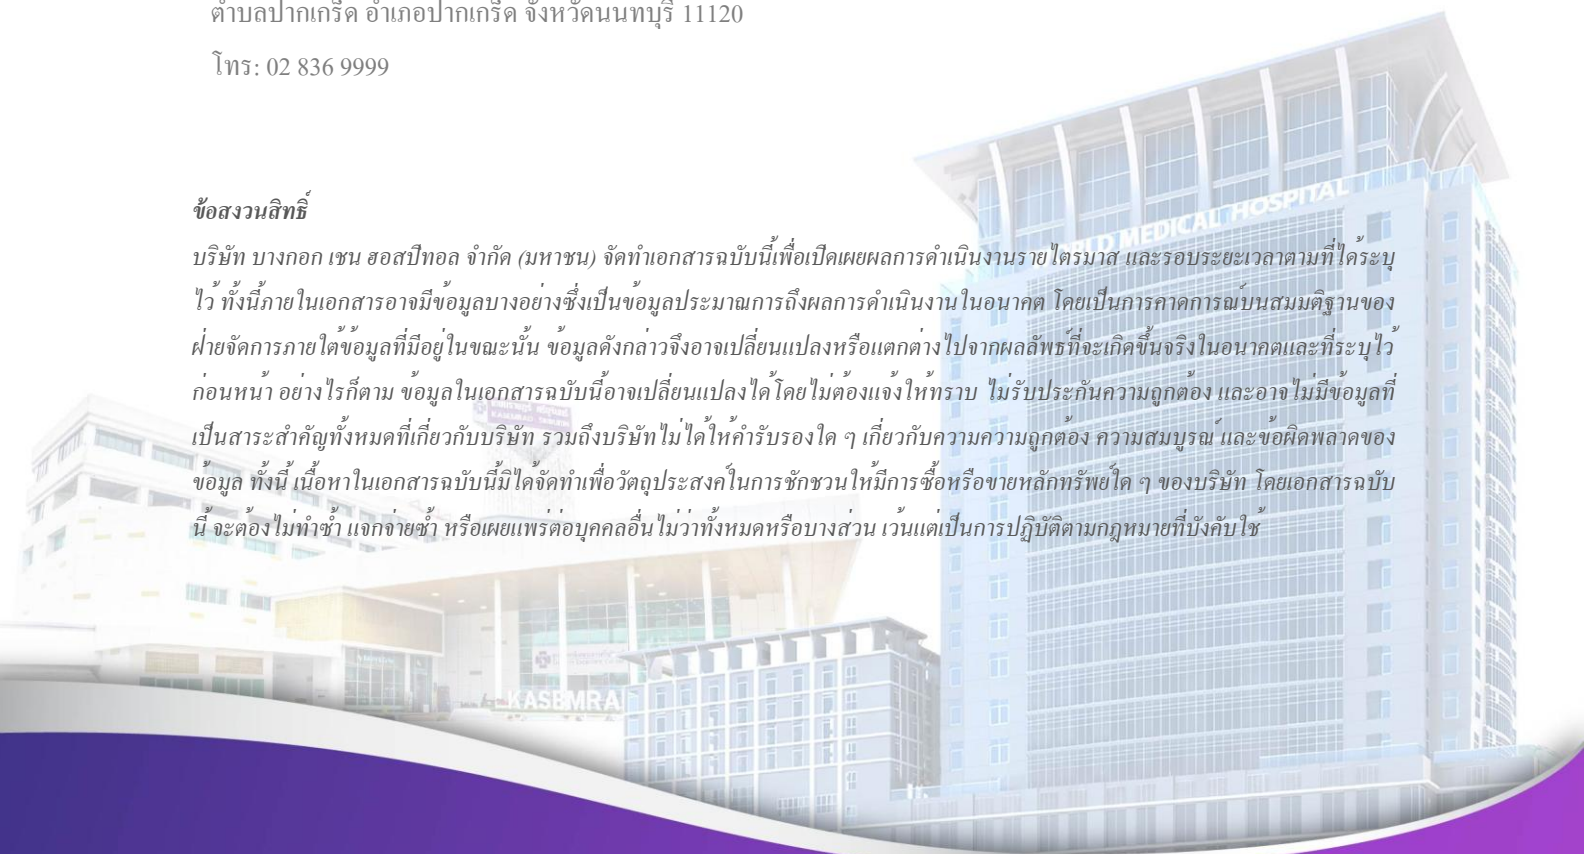 ตำบลปากเกร็ด อำเภอปากเกร็ด จังหวัดนนทบุรี 11120
โทร: 02 836 9999
ข้อสงวนสิทธิ์
บริษัท บางกอก เชน ฮอสปิทอล จำกัด (มหาชน) จัดทำเอกสารฉบับนี้เพื่อเปิดเผยผลการดำเนินงานรายไตรมาส และรอบระยะเวลาตามที่ได้ระบุ
ไว้ ทั้งนี้ภายในเอกสารอาจมีข้อมูลบางอย่างซึ่งเป็นข้อมูลประมาณการถึงผลการดำเนินงานในอนาคต โดยเป็นการคาดการณ์บนสมมติฐานของ
ฝ่ายจัดการภายใต้ข้อมูลที่มีอยู่ในขณะนั้น ข้อมูลดังกล่าวจึงอาจเปลี่ยนแปลงหรือแตกต่างไปจากผลลัพธ์ที่จะเกิดขึ้นจริงในอนาคตและที่ระบุไว้
ก่อนหน้า อย่างไรก็ตาม ข้อมูลในเอกสารฉบับนี้อาจเปลี่ยนแปลงได้โดยไม่ต้องแจ้งให้ทราบ ไม่รับประกันความถูกต้อง และอาจไม่มีข้อมูลที่
เป็นสาระสำคัญทั้งหมดที่เกี่ยวกับบริษัท รวมถึงบริษัทไม่ได้ให้คำรับรองใด ๆ เกี่ยวกับความความถูกต้อง ความสมบูรณ์ และข้อผิดพลาดของ
ข้อมูล ทั้งนี้ เนื้อหาในเอกสารฉบับนี้มิได้จัดทำเพื่อวัตถุประสงค์ในการชักชวนให้มีการซื้อหรือขายหลักทรัพย์ใด ๆ ของบริษัท โดยเอกสารฉบับ
นี้ จะต้องไม่ทำซ้ำ แจกจ่ายซ้ำ หรือเผยแพร่ต่อบุคคลอื่น ไม่ว่าทั้งหมดหรือบางส่วน เว้นแต่เป็นการปฏิบัติตามกฎหมายที่บังคับใช้
WORLD MEDICAL HOSPITAL
KASEMRA